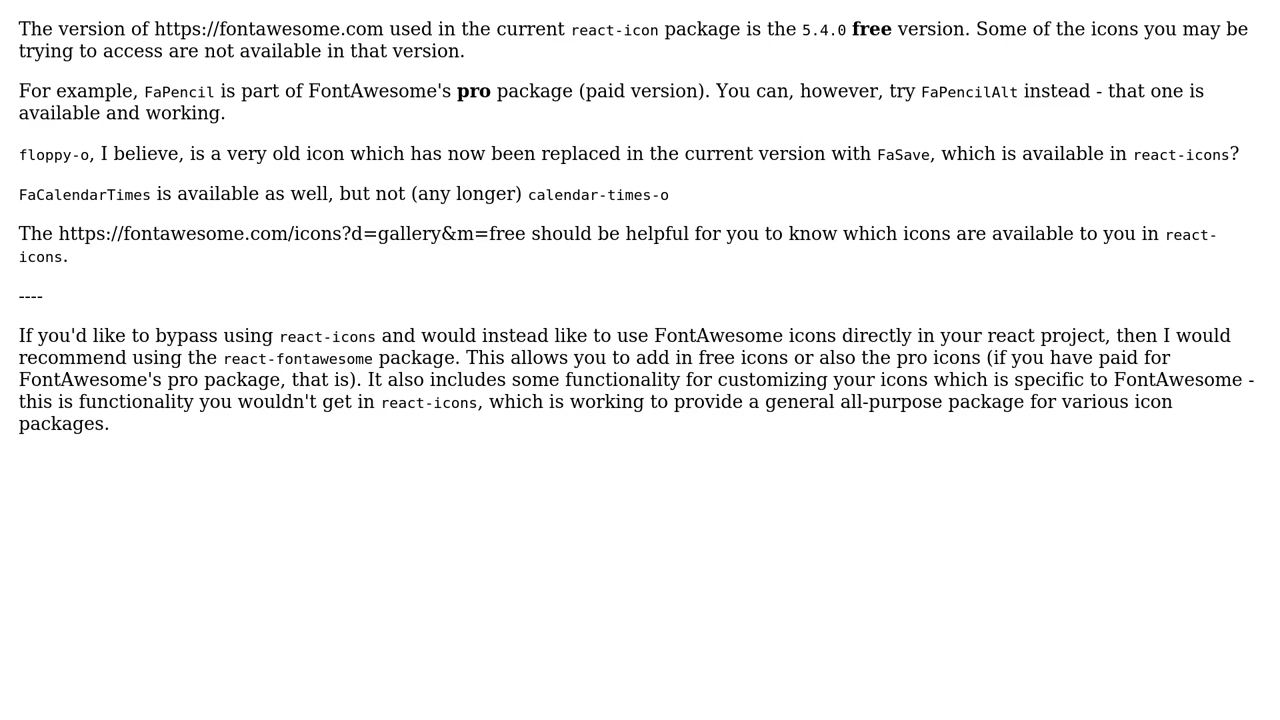 The version of https://fontawesome.com used in the current react-icon package is the 5.4.0 free version. Some of the icons you may be
trying to access are not available in that version.
For example, FaPencil is part of FontAwesome's pro package (paid version). You can, however, try FaPencilAlt instead - that one is
available and working.
floppy-o, I believe, is a very old icon which has now been replaced in the current version with FaSave, which is available in react-icons?
FaCalendarTimes is available as well, but not (any longer) calendar-times-o
The https://fontawesome.com/icons?d=gallery&m=free should be helpful for you to know which icons are available to you in react-
icons.
----
If you'd like to bypass using react-icons and would instead like to use FontAwesome icons directly in your react project, then I would
recommend using the react-fontawesome package. This allows you to add in free icons or also the pro icons (if you have paid for
FontAwesome's pro package, that is). It also includes some functionality for customizing your icons which is specific to FontAwesome -
this is functionality you wouldn't get in react-icons, which is working to provide a general all-purpose package for various icon
packages.